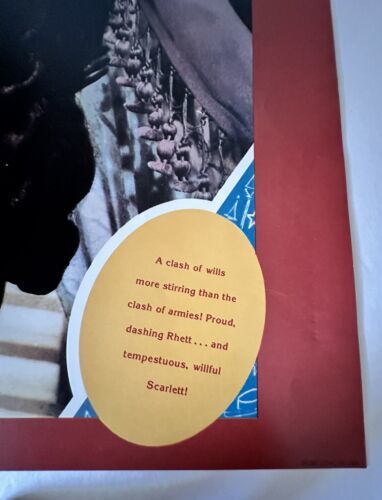 A clash of wills
more stirring than the
clash of armies! Proud,
dashing Rhett . . . and
tempestuous, willful
Scarlett!